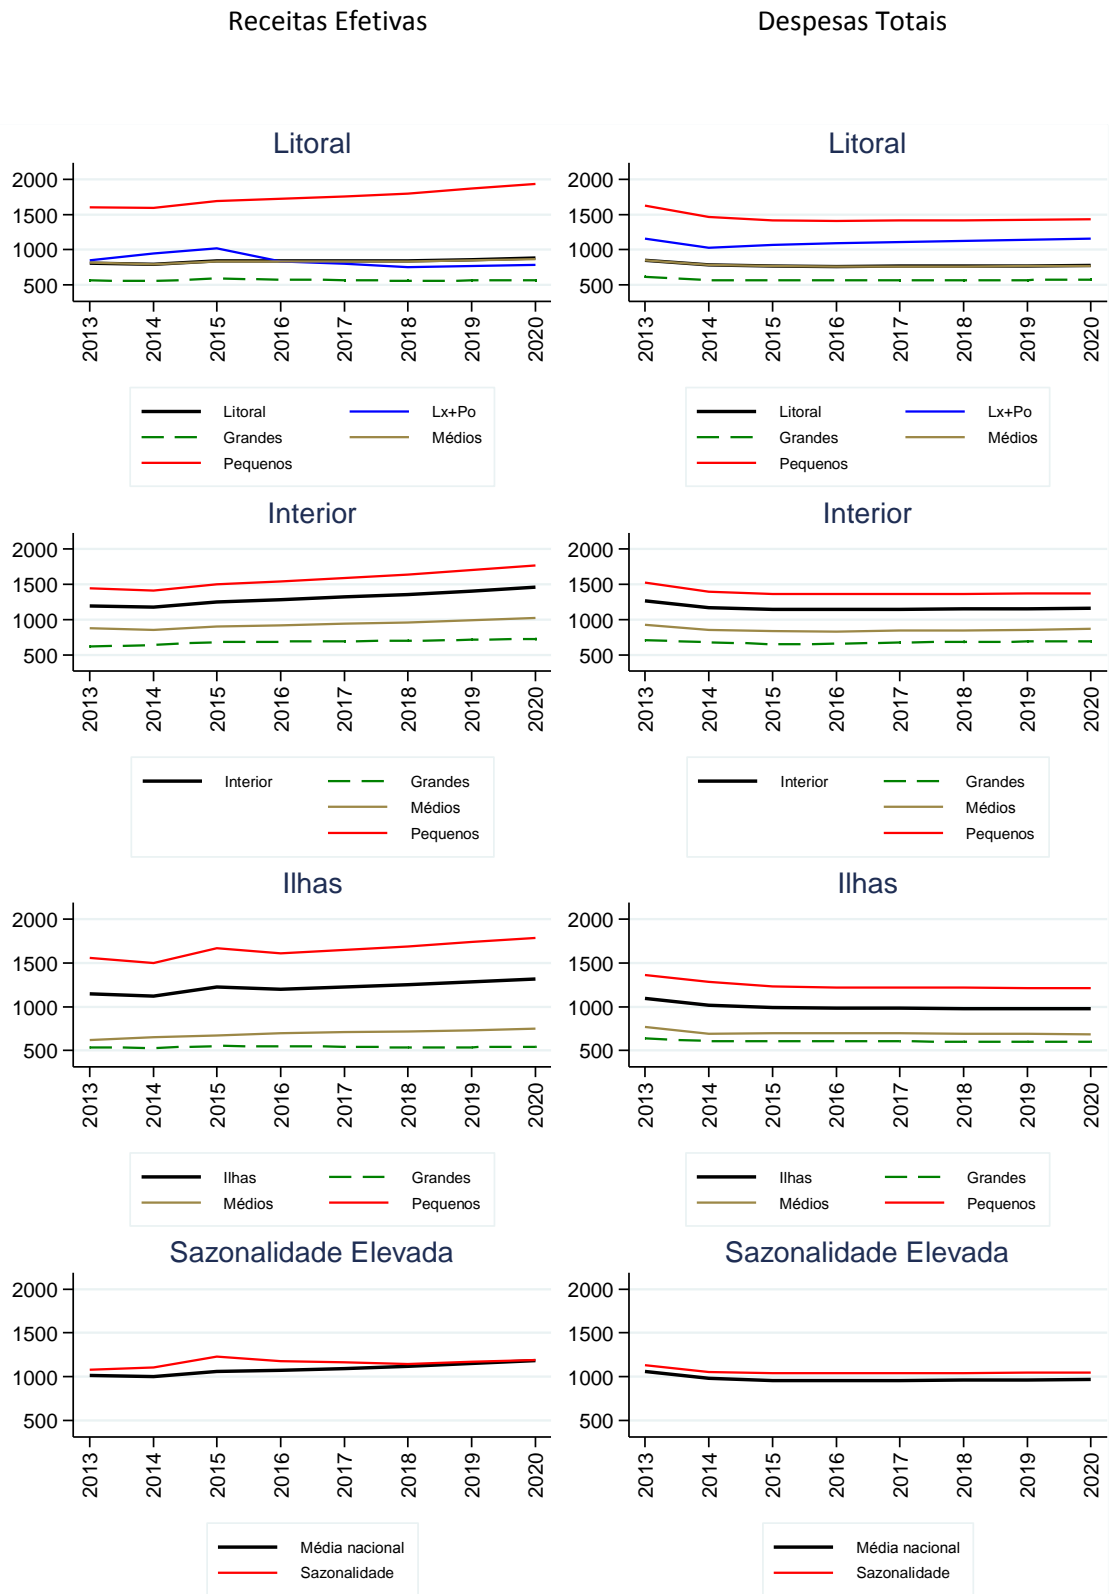 Receitas Efetivas
Despesas Totais
Litoral
2000
1500
1000
500
2013
2014
2015
2016
2017
2018
2019
2020
Litoral
Lx+Po
Grandes
Médios
Pequenos
Litoral
2000
1500
1000
500
2013
2014
2015
2016
2017
2018
2019
2020
Litoral
Lx+Po
Grandes
Médios
Pequenos
Interior
2000
1500
1000
500
2013
2014
2015
2016
2017
2018
2019
2020
Interior
Grandes
Médios
Pequenos
Interior
2000
1500
1000
500
2013
2014
2015
2016
2017
2018
2019
2020
Interior
Grandes
Médios
Pequenos
Ilhas
2000
1500
1000
500
2013
2014
2015
2016
2017
2018
2019
2020
Ilhas
Grandes
Médios
Pequenos
Ilhas
2000
1500
1000
500
2013
2014
2015
2016
2017
2018
2019
2020
Ilhas
Grandes
Médios
Pequenos
Sazonalidade Elevada
2000
1500
1000
500
2013
2014
2015
2016
2017
2018
2019
2020
Média nacional
Sazonalidade
Sazonalidade Elevada
2000
1500
1000
500
2013
2014
2015
2016
2017
2018
2019
2020
Média nacional
Sazonalidade